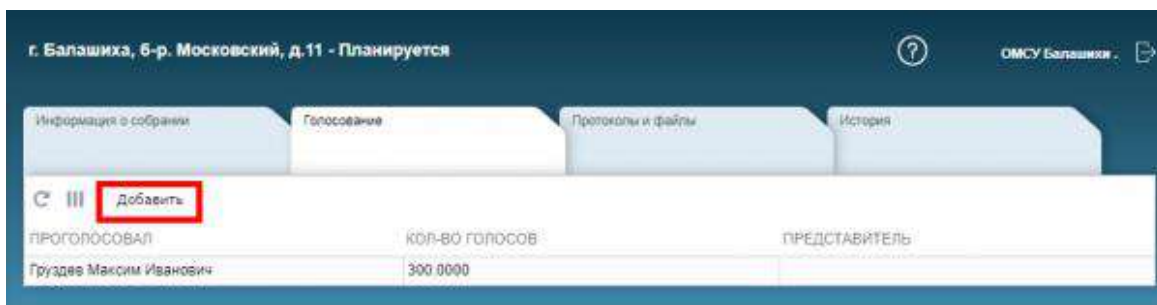 г. Балашиха, б-р. Московский, д.11 - Планируется
ОМСУ Балашихи .
Информация о собрании
Голосование
Протоколы и файлы
История
Добавить
ПРОГОЛОСОВАЛ
КОЛ-ВО ГОЛОСОВ
ПРЕДСТАВИТЕЛЬ
Груздев Максим Иванович
300.0000